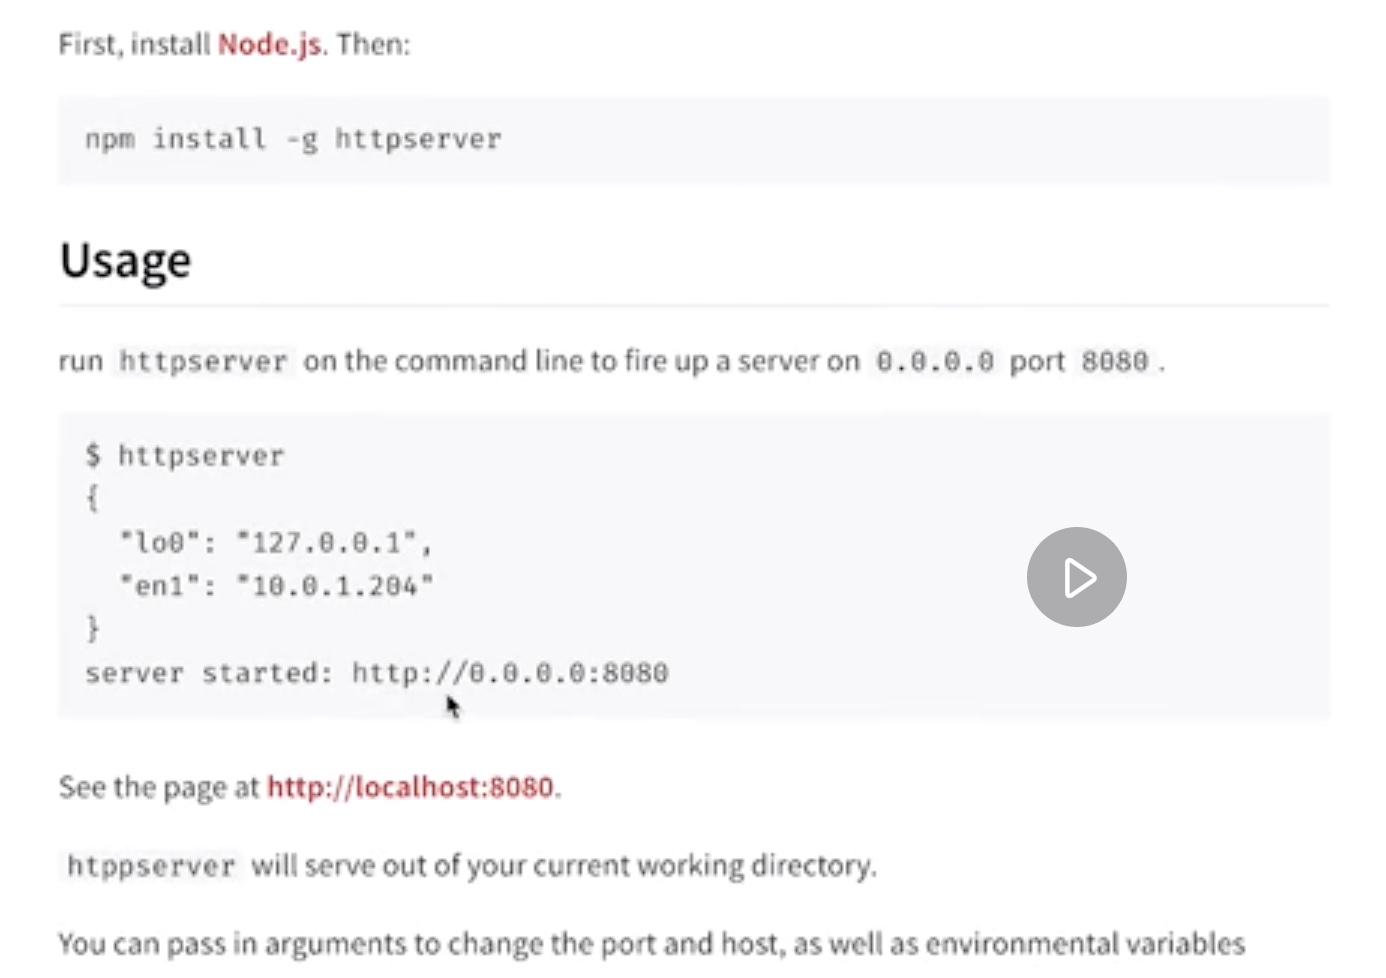 First, install Node.js. Then:
npm install -g httpserver
Usage
run httpserver on the command line to fire up a server on 0.0.0.0 port 8080 .
$ httpserver
{
"lo0": "127.0.0.1",
"en1": "10.0.1.204"
}
server started: http://0.0.0.0:8080
See the page at http://localhost:8080.
htppserver will serve out of your current working directory.
You can pass in arguments to change the port and host, as well as environmental variables